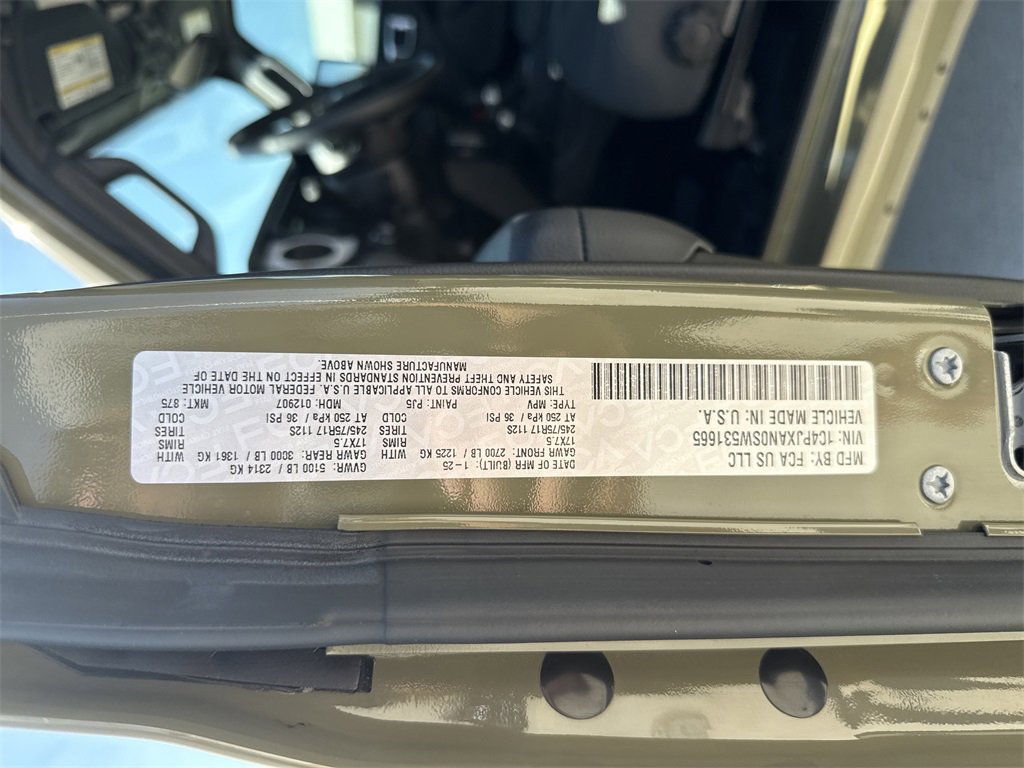 MFD BY: FCA US LLC
VIN: 1C4PJXAN0SW531665
VEHICLE MADE IN: U.S.A.
DATE OF MFR (BUILT): 1-25 GVWR: 5100 LB / 2314 KG
GAWR FRONT: 2700 LB / 1225 KG WITH GAWR REAR: 3000 LB / 1361 KG WITH
17X7.5 RIMS 17X7.5 RIMS
245/75R17 112S TIRES 245/75R17 112S TIRES
AT 250 kPa / 36 PSI COLD AT 250 kPa / 36 PSI COLD
TYPE: MPV PAINT: PJS MDH: 012907 MKT: 875
THIS VEHICLE CONFORMS TO ALL APPLICABLE U.S.A. FEDERAL MOTOR VEHICLE
SAFETY AND THEFT PREVENTION STANDARDS IN EFFECT ON THE DATE OF
MANUFACTURE SHOWN ABOVE.